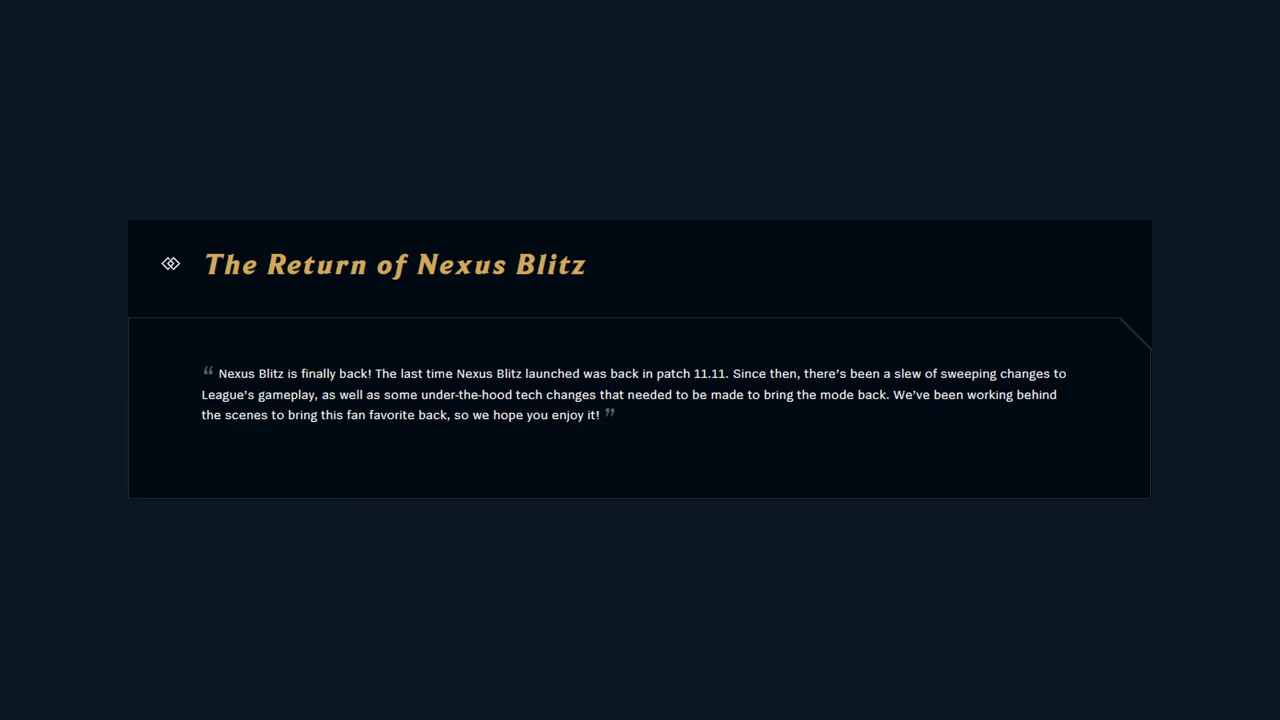 The Return of Nexus Blitz
“ Nexus Blitz is finally back! The last time Nexus Blitz launched was back in patch 11.11. Since then, there’s been a slew of sweeping changes to
League’s gameplay, as well as some under-the-hood tech changes that needed to be made to bring the mode back. We’ve been working behind
the scenes to bring this fan favorite back, so we hope you enjoy it! ”